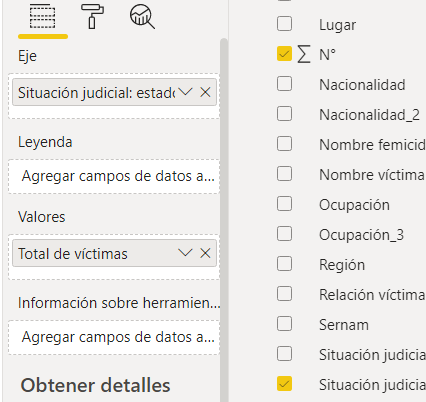 Eje
Situación judicial: estado
Leyenda
Agregar campos de datos a...
Valores
Total de víctimas
Información sobre herramien...
Agregar campos de datos a...
Obtener detalles
Lugar
N°
Nacionalidad
Nacionalidad_2
Nombre femicid
Nombre víctima
Ocupación
Ocupación_3
Región
Relación víctima
Sernam
Situación judicia
Situación judicia